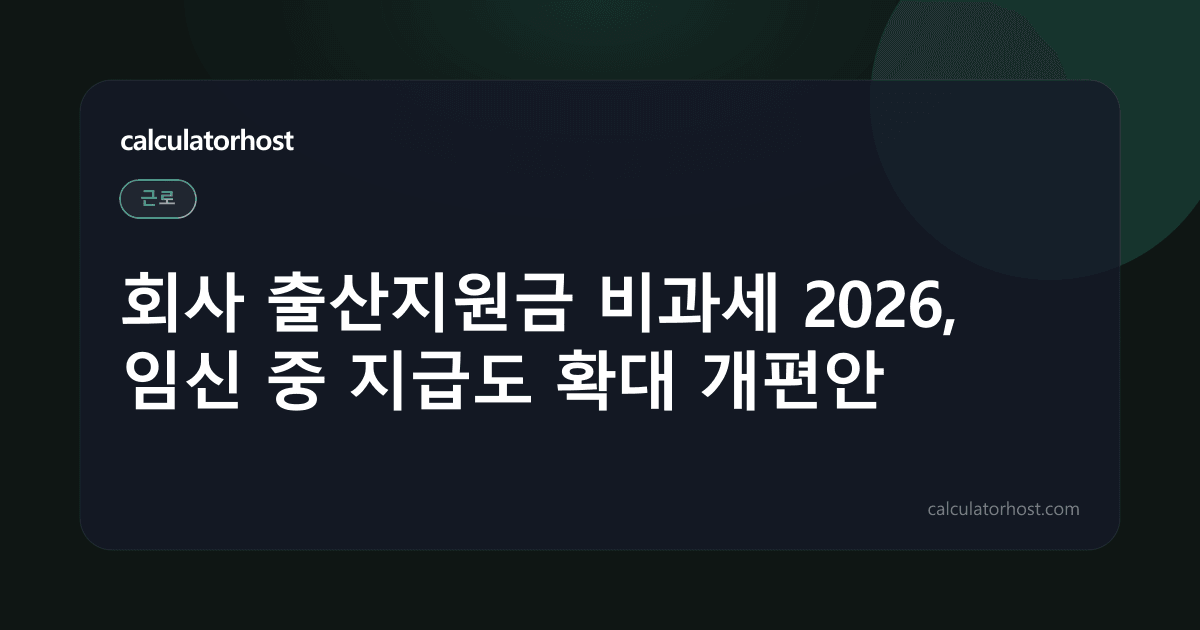 calculatorhost
근로
회사 출산지원금 비과세 2026,
임신 중 지급도 확대 개편안
calculatorhost.com